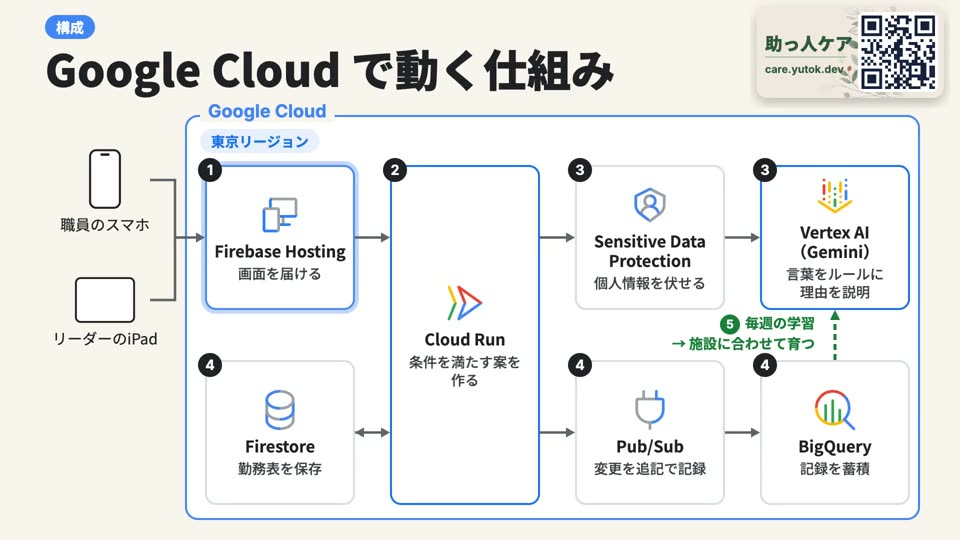 構成
Google Cloud で動く仕組み
助っ人ケア
care.yutok.dev
Google Cloud
東京リージョン
職員のスマホ
リーダーのiPad
1
Firebase Hosting
画面を届ける
2
Cloud Run
条件を満たす案を
作る
3
Sensitive Data
Protection
個人情報を伏せる
3
Vertex AI
（Gemini）
言葉をルールに
理由を説明
5 毎週の学習
→ 施設に合わせて育つ
4
Firestore
勤務表を保存
4
Pub/Sub
変更を追記で記録
4
BigQuery
記録を蓄積